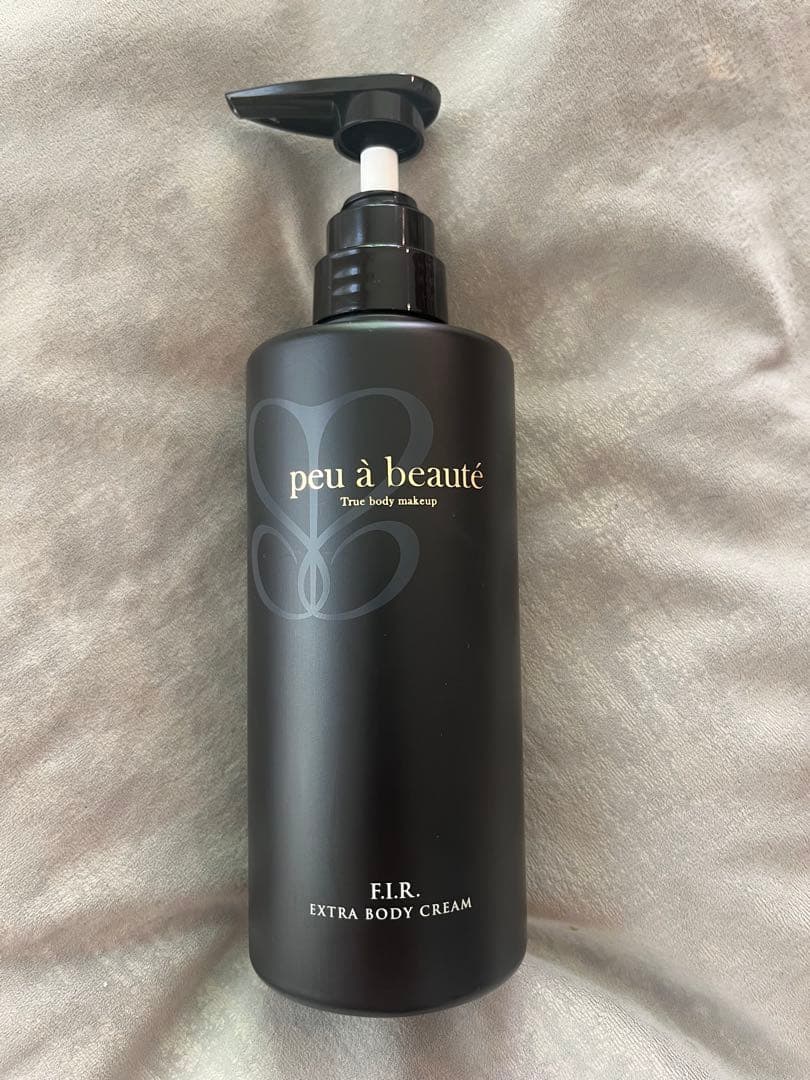 peu à beauté
True body makeup
F.I.R.
EXTRA BODY CREAM